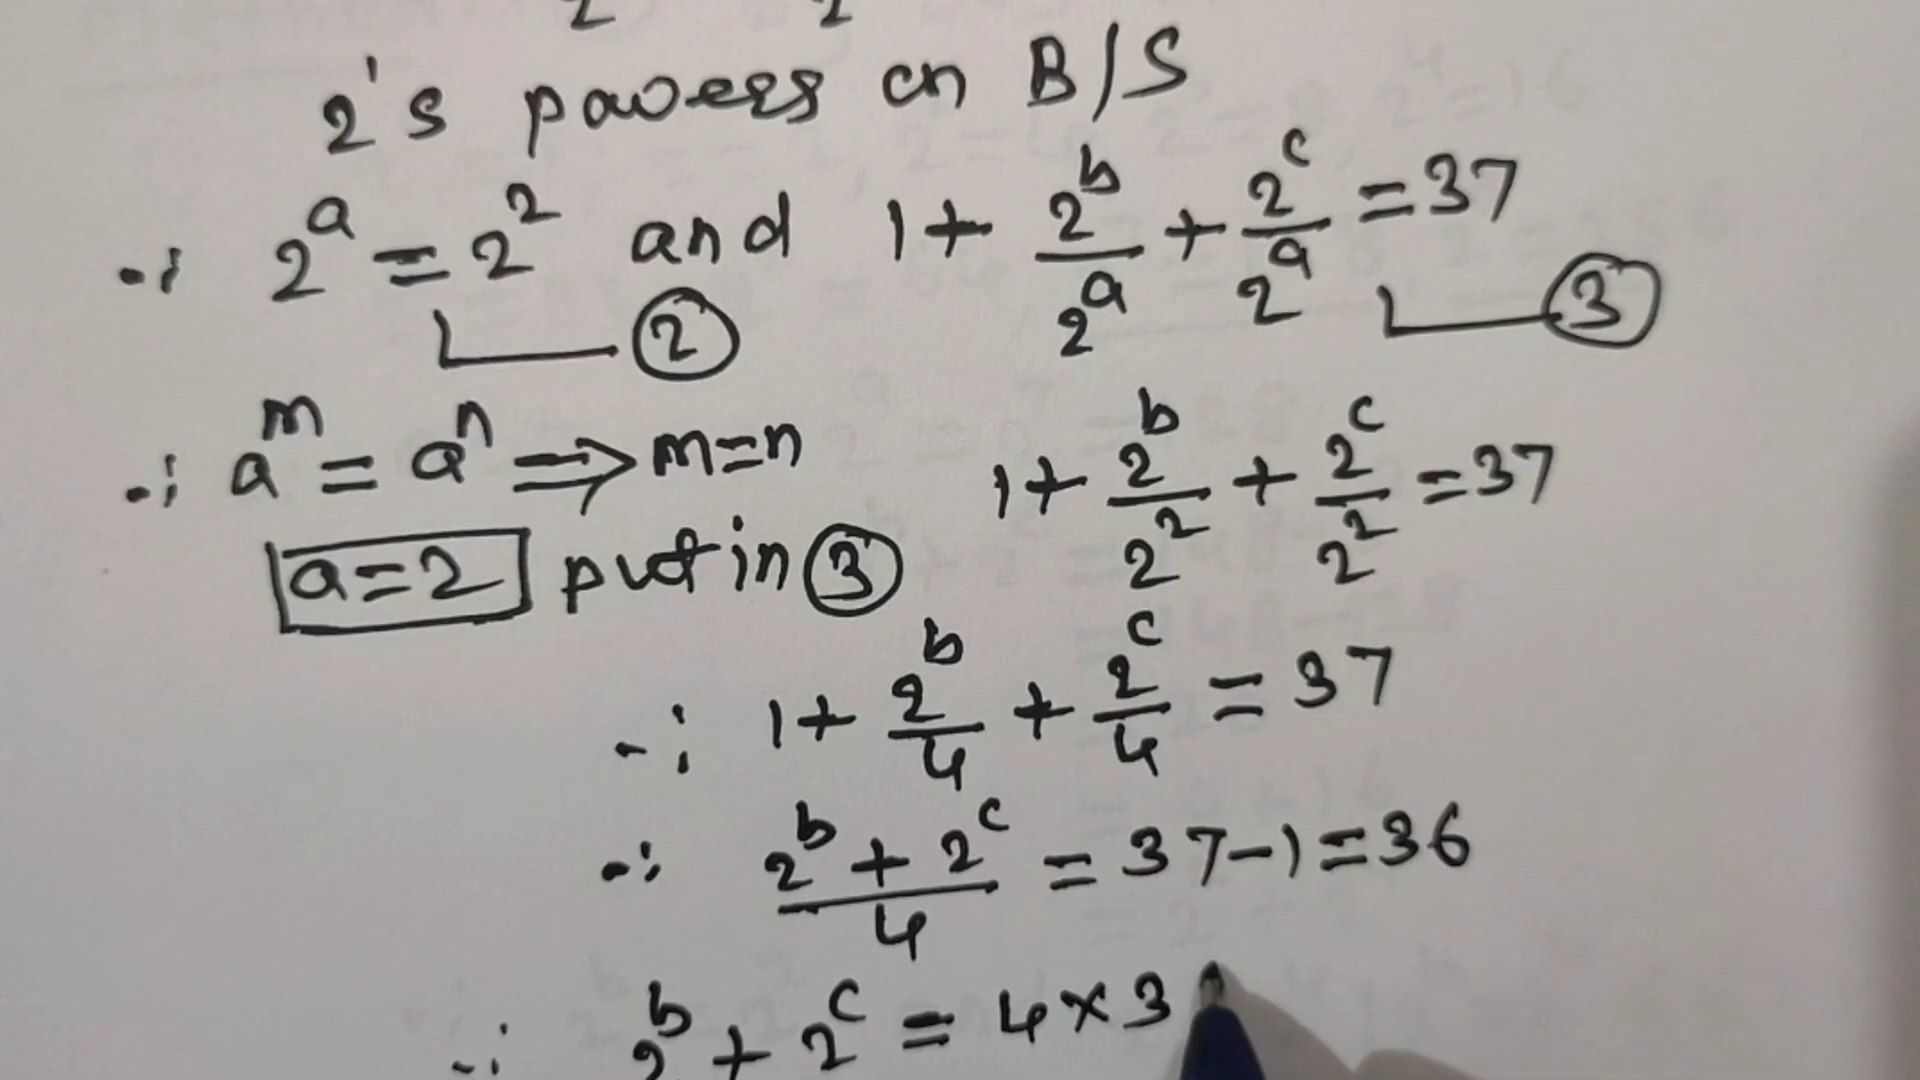 2 2
2's powers on B/S
∴ 2^a = 2^2 and 1 + 2^b/2^a + 2^c/2^a = 37
② ③
∴ a^m = a^n ⇒ m=n 1 + 2^b/2^2 + 2^c/2^2 = 37
a=2 put in ③
∴ 1 + 2^b/4 + 2^c/4 = 37
∴ (2^b + 2^c)/4 = 37-1 = 36
∴ 2^b + 2^c = 4×3